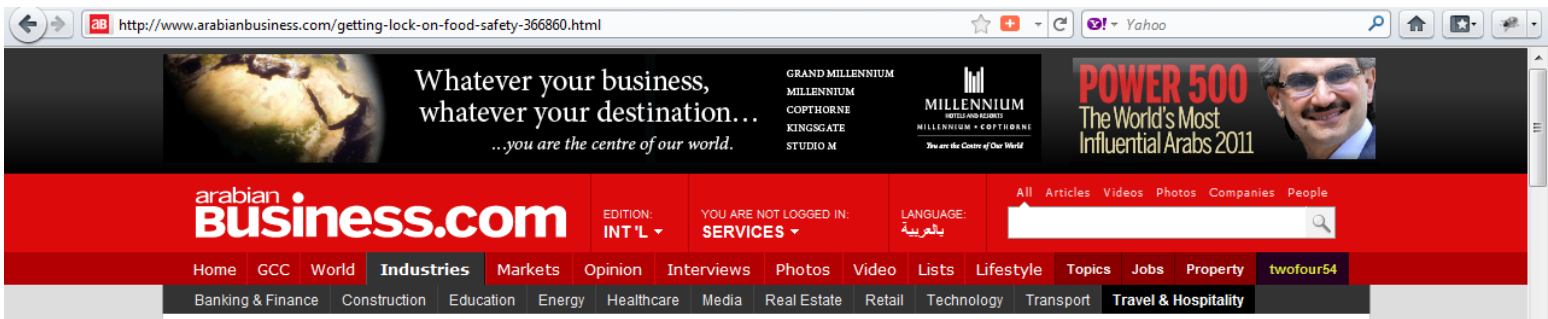 http://www.arabianbusiness.com/getting-lock-on-food-safety-366860.html
Yahoo
Whatever your business,
whatever your destination...
...you are the centre of our world.
GRAND MILLENNIUM
MILLENNIUM
COPTHORNE
KINGSGATE
STUDIO M
MILLENNIUM
HOTELS AND RESORTS
MILLENNIUM • COPTHORNE
You are the Centre of Our World
POWER 500
The World's Most
Influential Arabs 2011
arabian
BUSINESS.com
EDITION:
INT'L
YOU ARE NOT LOGGED IN:
SERVICES
LANGUAGE:
بالعربية
All Articles Videos Photos Companies People
Home GCC World Industries Markets Opinion Interviews Photos Video Lists Lifestyle Topics Jobs Property twofour54
Banking & Finance Construction Education Energy Healthcare Media Real Estate Retail Technology Transport Travel & Hospitality